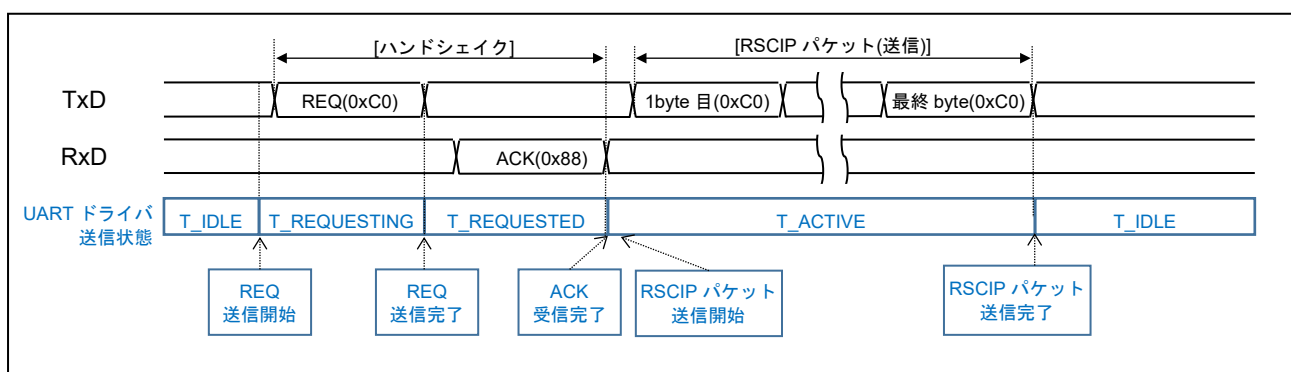 [ハンドシェイク]
[RSCIP パケット(送信)]
TxD
REQ(0xC0)
1byte 目(0xC0)
最終 byte(0xC0)
RxD
ACK(0x88)
UART ドライバ
送信状態
T_IDLE
T_REQUESTING
T_REQUESTED
T_ACTIVE
T_IDLE
REQ
送信開始
REQ
送信完了
ACK
受信完了
RSCIP パケット
送信開始
RSCIP パケット
送信完了